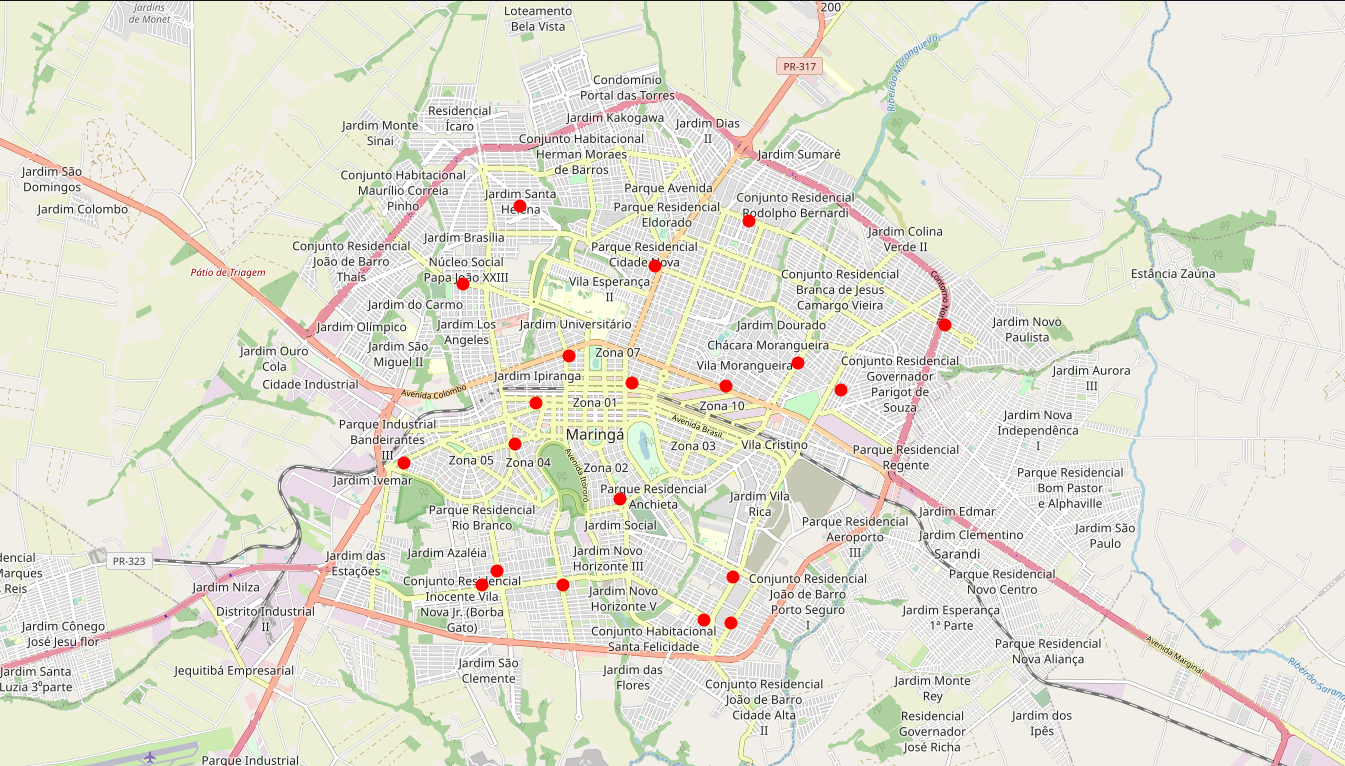 Jardins
de Monet
Loteamento
Bela Vista
200
PR-317
Ribeirão Morangueiro
Condomínio
Portal das Torres
Residencial
Ícaro
Jardim Kakogawa
Jardim Monte
Sinai
Jardim Dias
II
Conjunto Habitacional
Herman Moraes
de Barros
Jardim Sumaré
Jardim São
Domingos
Conjunto Habitacional
Maurílio Correia
Pinho
Jardim Santa
Helena
Parque Avenida
Parque Residencial
Eldorado
Conjunto Residencial
Rodolpho Bernardi
Jardim Colombo
Jardim Brasília
Jardim Colina
Verde II
Conjunto Residencial
João de Barro
Thaís
Parque Residencial
Cidade Nova
Núcleo Social
Papa João XXIII
Pátio de Triagem
Vila Esperança
II
Conjunto Residencial
Branca de Jesus
Camargo Vieira
Contorno Norte
Estância Zaúna
Jardim do Carmo
Jardim Olímpico
Jardim Los
Angeles
Jardim Universitário
Jardim Dourado
Jardim Novo
Paulista
Jardim São
Miguel II
Chácara Morangueira
Jardim Ouro
Cola
Zona 07
Vila Morangueira
Conjunto Residencial
Governador
Parigot de
Souza
Jardim Aurora
III
Cidade Industrial
Jardim Ipiranga
Avenida Colombo
Zona 01
Zona 10
Parque Industrial
Bandeirantes
III
Maringá
Avenida Brasil
Zona 03
Vila Cristino
Jardim Nova
Independência
I
Zona 05
Zona 04
Zona 02
Avenida Itororó
Parque Residencial
Regente
Jardim Ivemar
Parque Residencial
Anchieta
Parque Residencial
Bom Pastor
e Alphaville
Parque Residencial
Rio Branco
Jardim Social
Jardim Vila
Rica
Parque Residencial
Aeroporto
III
Jardim Edmar
Jardim São
Paulo
Jardim Clementino
Sarandi
Jardim Azaléia
Jardim Novo
Horizonte III
Jardim das
Estações
PR-323
dencial
Marques
Reis
Jardim Nilza
Conjunto Residencial
Inocente Vila
Nova Jr. (Borba
Gato)
Jardim Novo
Horizonte V
Conjunto Residencial
João de Barro
Porto Seguro
I
Parque Residencial
Novo Centro
Distrito Industrial
II
Jardim Esperança
1ª Parte
Jardim Cônego
José Jesu flor
Conjunto Habitacional
Santa Felicidade
Parque Residencial
Nova Aliança
Avenida Marginal
Jardim Santa
Luzia 3ªparte
Jequitibá Empresarial
Jardim São
Clemente
Jardim das
Flores
Conjunto Residencial
João de Barro
Cidade Alta
II
Jardim Monte
Rey
Residencial
Governador
José Richa
Jardim dos
Ipês
Parque Industrial